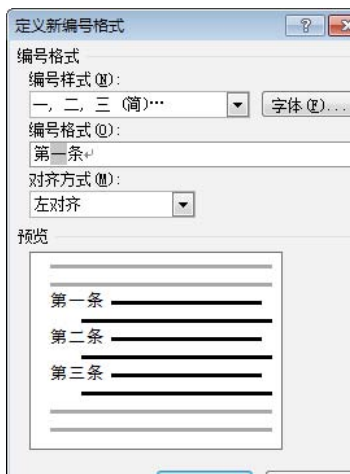 定义新编号格式
编号格式
编号样式(N):
一, 二, 三 (简)…
字体(F)...
编号格式(O):
第一条↵
对齐方式(M):
左对齐
预览
第一条
第二条
第三条